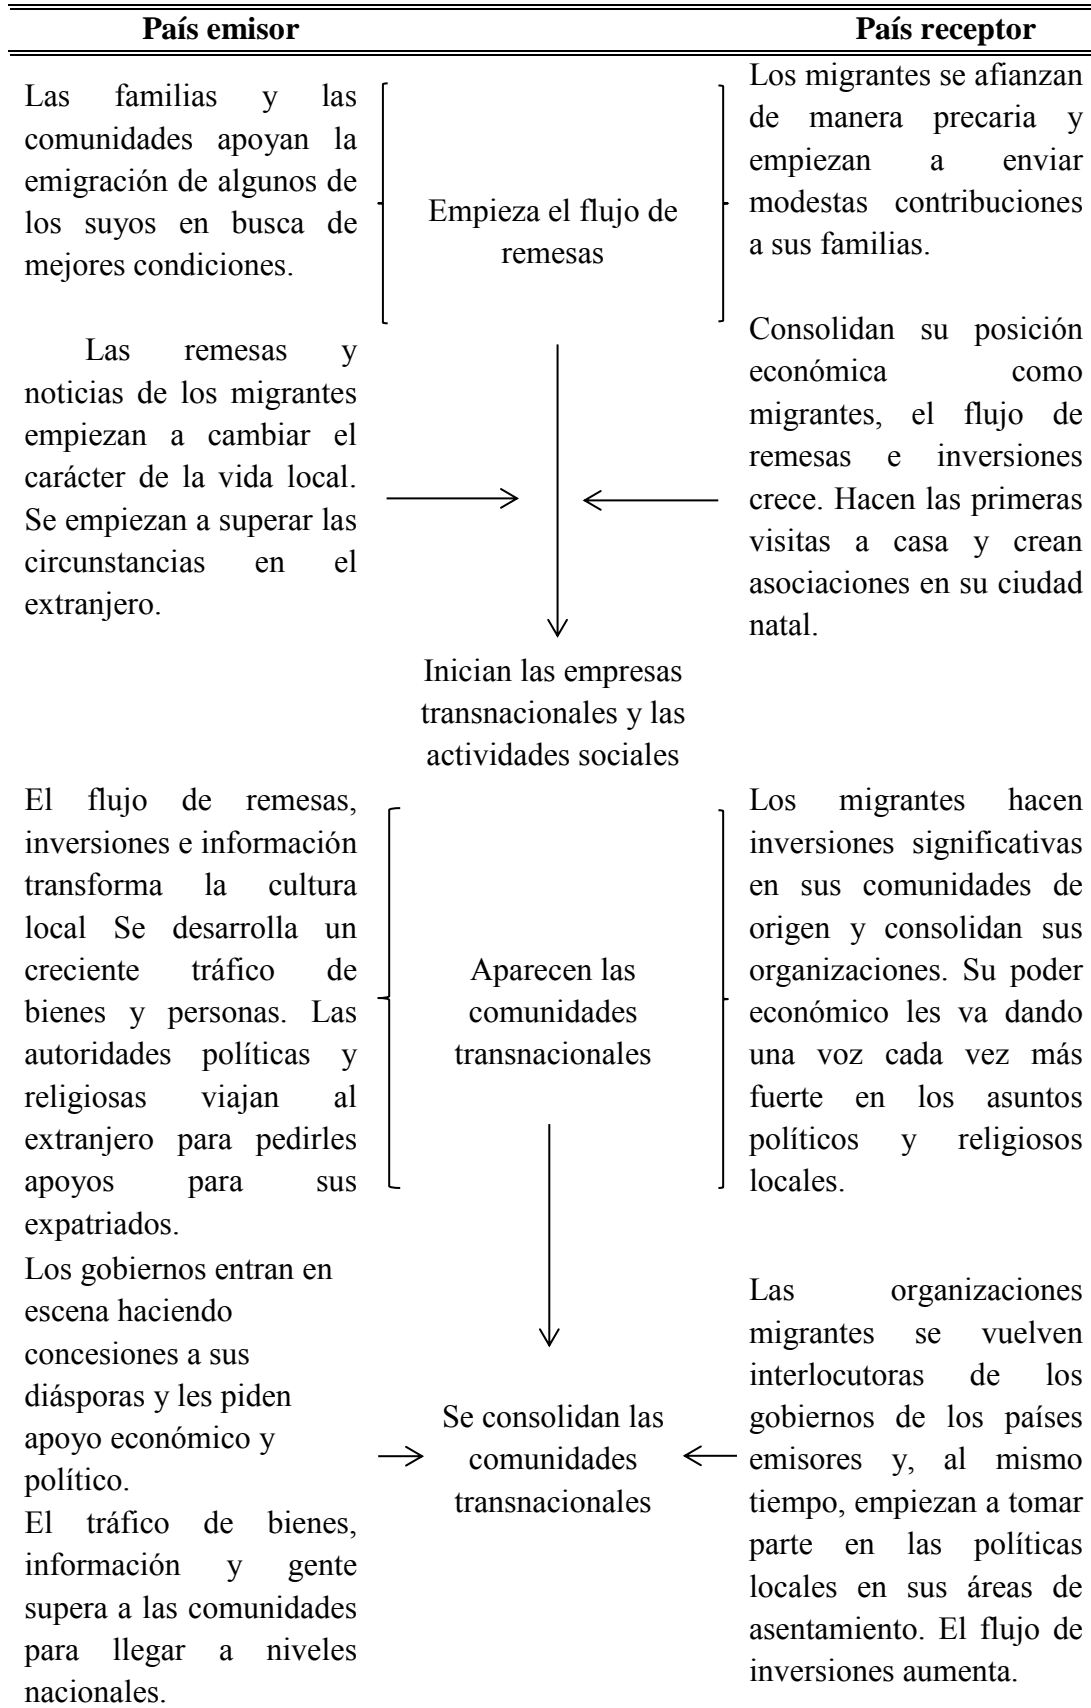 País emisor
País receptor
Las familias y las
comunidades apoyan la
emigración de algunos de
los suyos en busca de
mejores condiciones.
Empieza el flujo de
remesas
Los migrantes se afianzan
de manera precaria y
empiezan a enviar
modestas contribuciones
a sus familias.
Las remesas y
noticias de los migrantes
empiezan a cambiar el
carácter de la vida local.
Se empiezan a superar las
circunstancias en el
extranjero.
Consolidan su posición
económica como
migrantes, el flujo de
remesas e inversiones
crece. Hacen las primeras
visitas a casa y crean
asociaciones en su ciudad
natal.
Inician las empresas
transnacionales y las
actividades sociales
El flujo de remesas,
inversiones e información
transforma la cultura
local Se desarrolla un
creciente tráfico de
bienes y personas. Las
autoridades políticas y
religiosas viajan al
extranjero para pedirles
apoyos para sus
expatriados.
Aparecen las
comunidades
transnacionales
Los migrantes hacen
inversiones significativas
en sus comunidades de
origen y consolidan sus
organizaciones. Su poder
económico les va dando
una voz cada vez más
fuerte en los asuntos
políticos y religiosos
locales.
Los gobiernos entran en
escena haciendo
concesiones a sus
diásporas y les piden
apoyo económico y
político.
El tráfico de bienes,
información y gente
supera a las comunidades
para llegar a niveles
nacionales.
Se consolidan las
comunidades
transnacionales
Las organizaciones
migrantes se vuelven
interlocutoras de los
gobiernos de los países
emisores y, al mismo
tiempo, empiezan a tomar
parte en las políticas
locales en sus áreas de
asentamiento. El flujo de
inversiones aumenta.